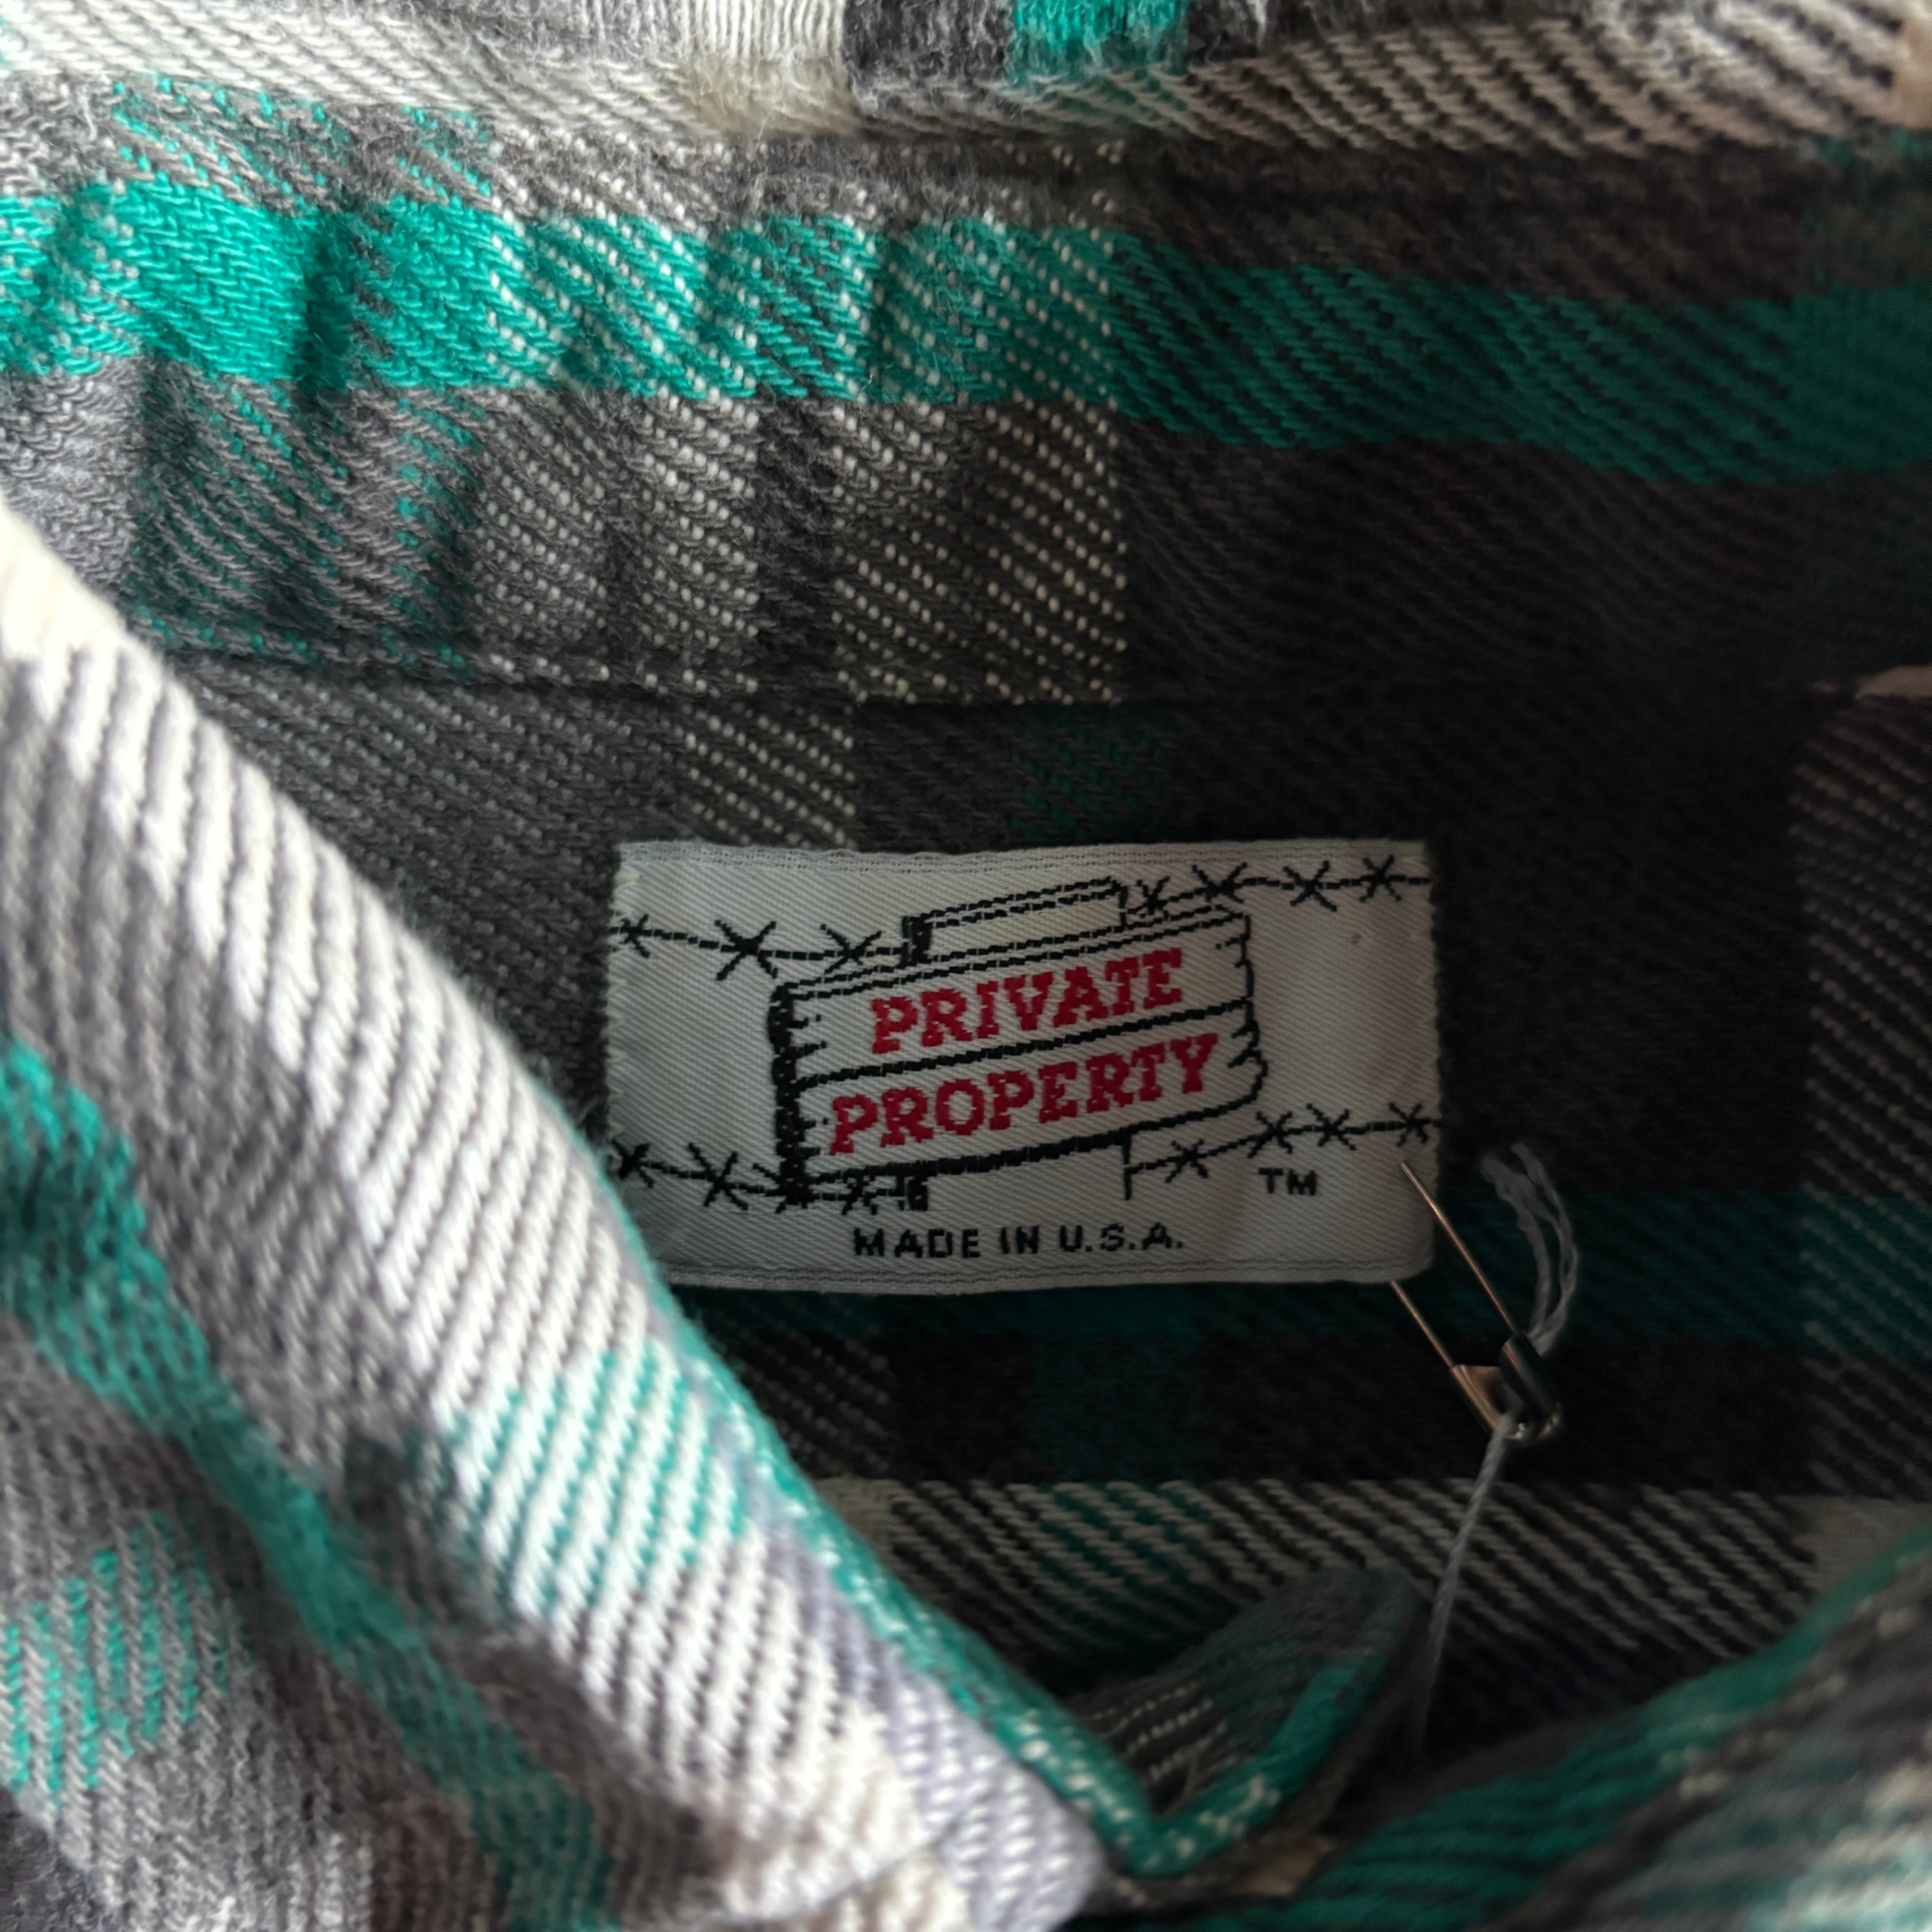 PRIVATE
PROPERTY
TM
MADE IN U.S.A.